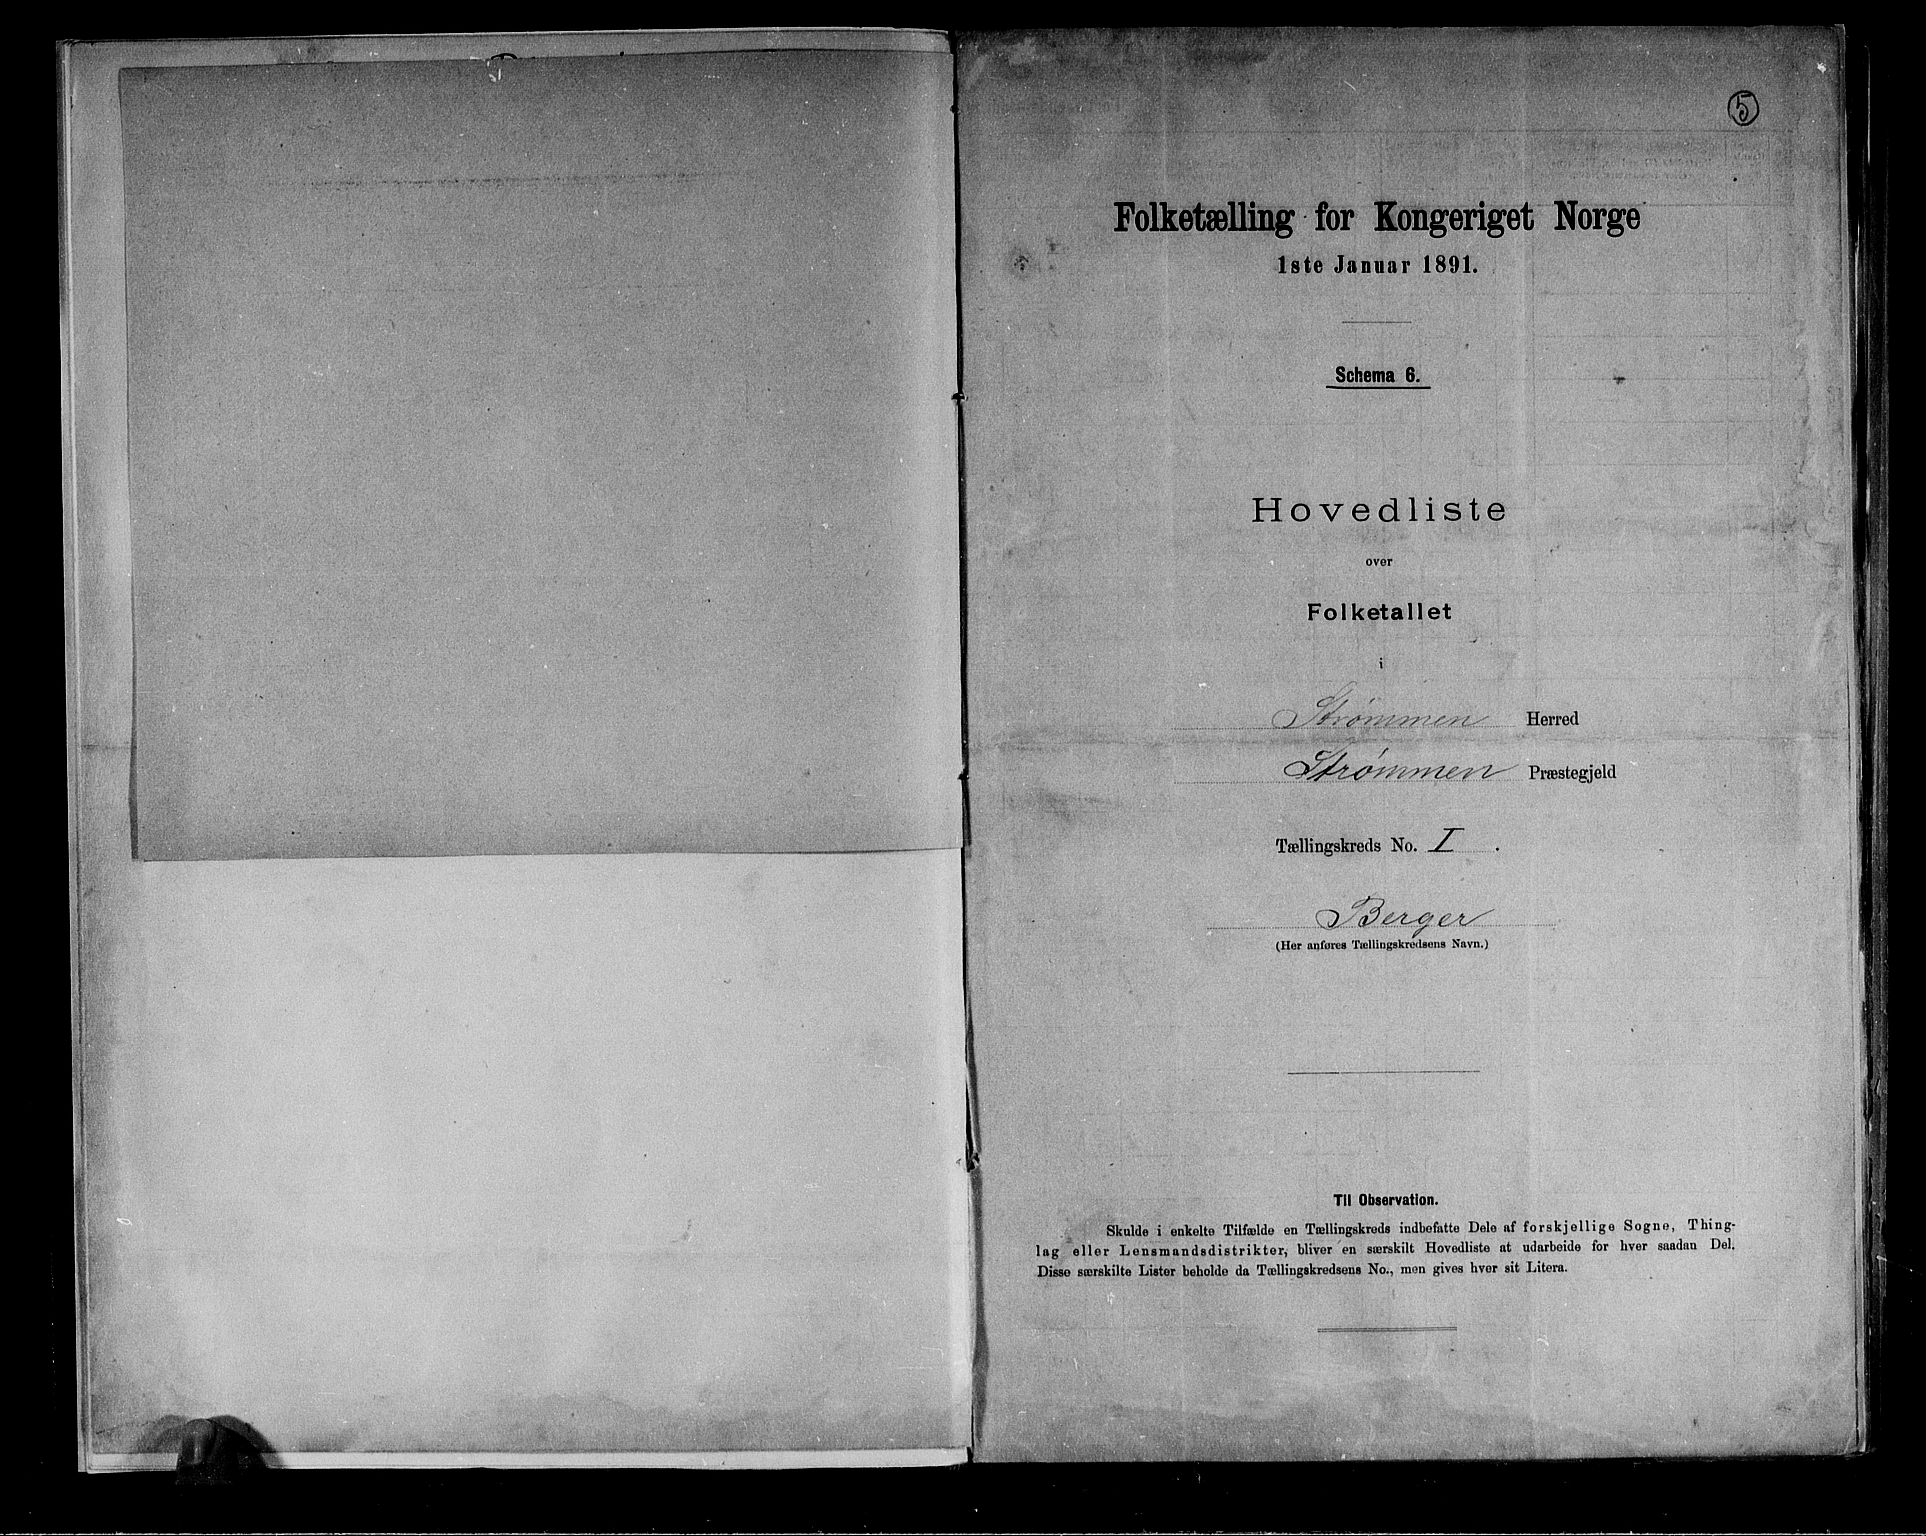 5
Folketælling for Kongeriget Norge
1ste Januar 1891.
Schema 6.
Hovedliste
over
Folketallet
i
Strømmen Herred
Strømmen Præstegjeld
Tællingskreds No. I.
Berger
(Her anføres Tællingskredsens Navn.)
Til Observation.
Skulde i enkelte Tilfælde en Tællingskreds indbefatte Dele af forskjellige Sogne, Thing-
lag eller Lensmandsdistrikter, bliver en særskilt Hovedliste at udarbeide for hver saadan Del.
Disse særskilte Lister beholde da Tællingskredsens No., men gives hver sit Litera.